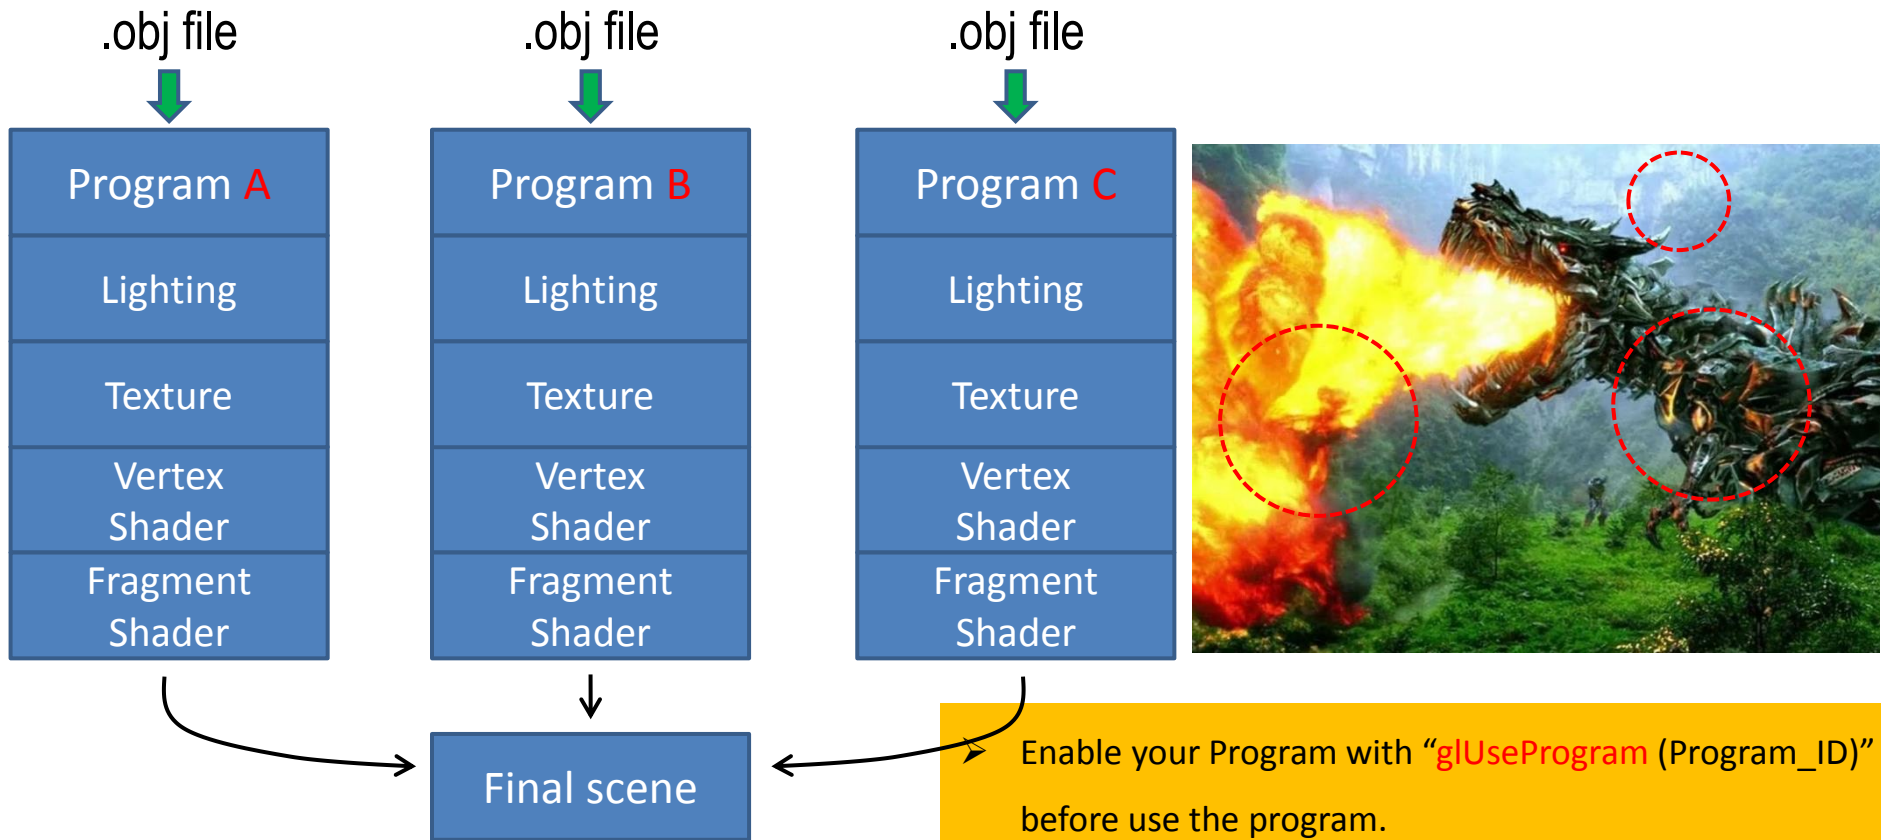 .obj file
.obj file
.obj file
Program A
Lighting
Texture
Vertex
Shader
Fragment
Shader
Program B
Lighting
Texture
Vertex
Shader
Fragment
Shader
Program C
Lighting
Texture
Vertex
Shader
Fragment
Shader
Final scene
Enable your Program with “glUseProgram (Program_ID)”
before use the program.